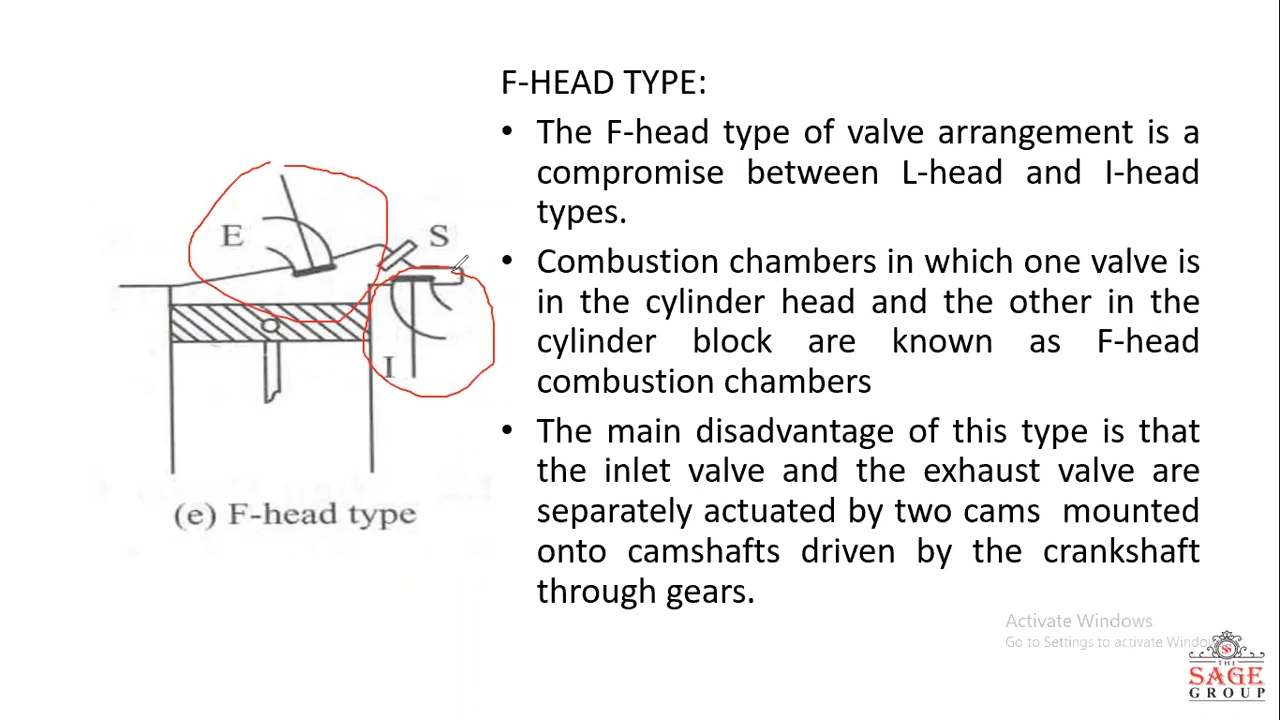 F-HEAD TYPE:
• The F-head type of valve arrangement is a
compromise between L-head and I-head
types.
• Combustion chambers in which one valve is
in the cylinder head and the other in the
cylinder block are known as F-head
combustion chambers
• The main disadvantage of this type is that
the inlet valve and the exhaust valve are
separately actuated by two cams mounted
onto camshafts driven by the crankshaft
through gears.
E
S
I
(e) F-head type
Activate Windows
Go to Settings to activate Windo
THE
SAGE
GROUP